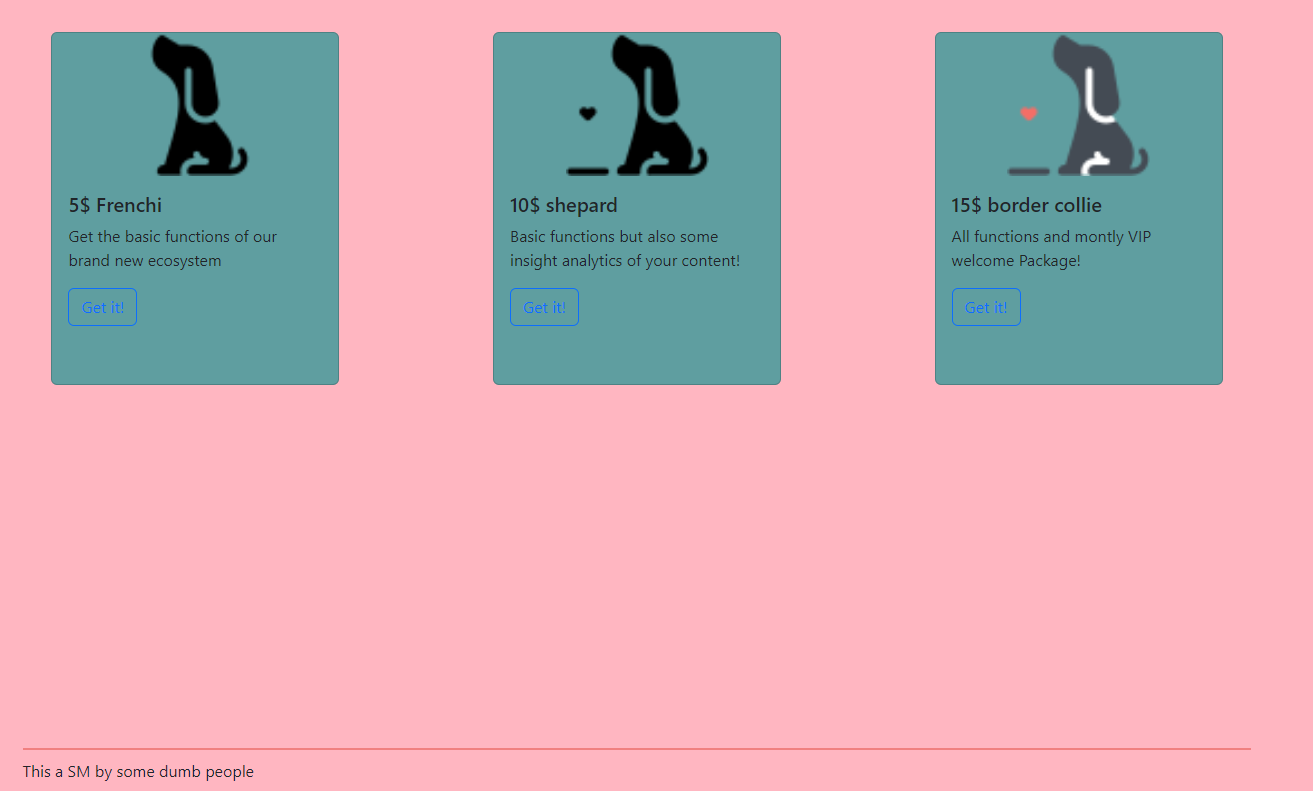 5$ Frenchi
Get the basic functions of our
brand new ecosystem
Get it!
10$ shepard
Basic functions but also some
insight analytics of your content!
Get it!
15$ border collie
All functions and montly VIP
welcome Package!
Get it!
This a SM by some dumb people